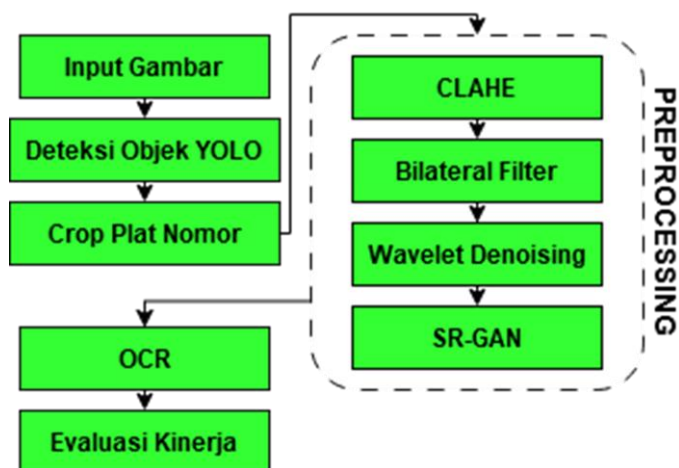 Input Gambar
Deteksi Objek YOLO
Crop Plat Nomor
PREPROCESSING
CLAHE
Bilateral Filter
Wavelet Denoising
SR-GAN
OCR
Evaluasi Kinerja